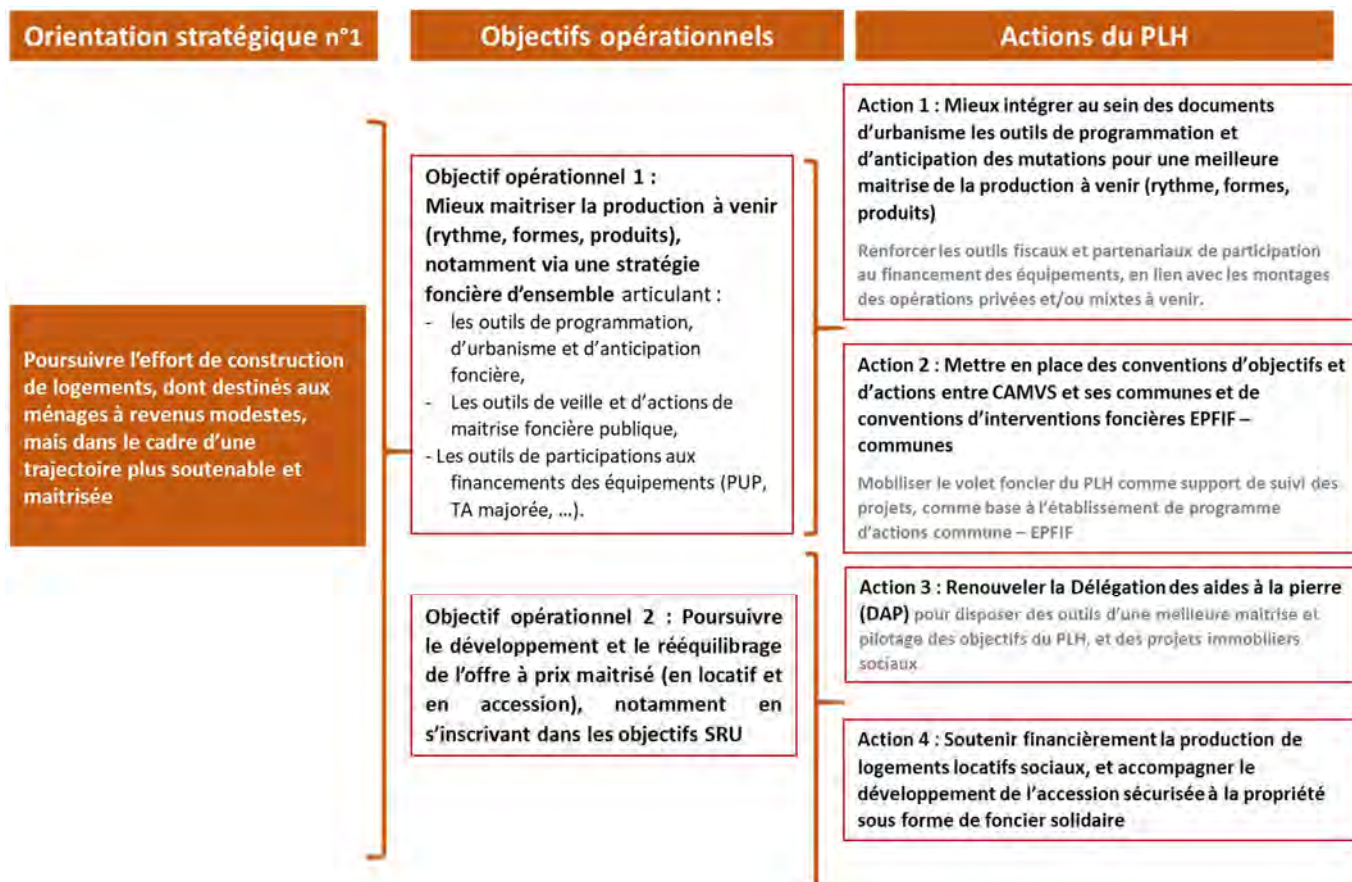 Orientation stratégique n°1
Objectifs opérationnels
Actions du PLH
Poursuivre l'effort de construction
de logements, dont destinés aux
ménages à revenus modestes,
mais dans le cadre d'une
trajectoire plus soutenable et
maitrisée
Objectif opérationnel 1 :
Mieux maitriser la production à venir
(rythme, formes, produits),
notamment via une stratégie
foncière d'ensemble articulant :
- les outils de programmation,
d'urbanisme et d'anticipation
foncière,
- Les outils de veille et d'actions de
maitrise foncière publique,
- Les outils de participations aux
financements des équipements (PUP,
TA majorée, ...).
Objectif opérationnel 2 : Poursuivre
le développement et le rééquilibrage
de l'offre à prix maitrisé (en locatif et
en accession), notamment en
s'inscrivant dans les objectifs SRU
Action 1 : Mieux intégrer au sein des documents
d'urbanisme les outils de programmation et
d'anticipation des mutations pour une meilleure
maitrise de la production à venir (rythme, formes,
produits)
Renforcer les outils fiscaux et partenariaux de participation
au financement des équipements, en lien avec les montages
des opérations privées et/ou mixtes à venir.
Action 2 : Mettre en place des conventions d'objectifs et
d'actions entre CAMVS et ses communes et de
conventions d'interventions foncières EPFIF –
communes
Mobiliser le volet foncier du PLH comme support de suivi des
projets, comme base à l'établissement de programme
d'actions commune – EPFIF
Action 3 : Renouveler la Délégation des aides à la pierre
(DAP) pour disposer des outils d'une meilleure maitrise et
pilotage des objectifs du PLH, et des projets immobiliers
sociaux
Action 4 : Soutenir financièrement la production de
logements locatifs sociaux, et accompagner le
développement de l'accession sécurisée à la propriété
sous forme de foncier solidaire